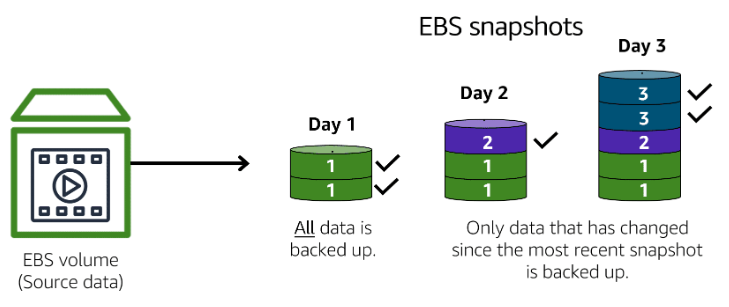 EBS snapshots
EBS volume
(Source data)
Day 1
1
1
All data is
backed up.
Day 2
2
1
1
Day 3
3
3
2
1
1
Only data that has changed
since the most recent snapshot
is backed up.